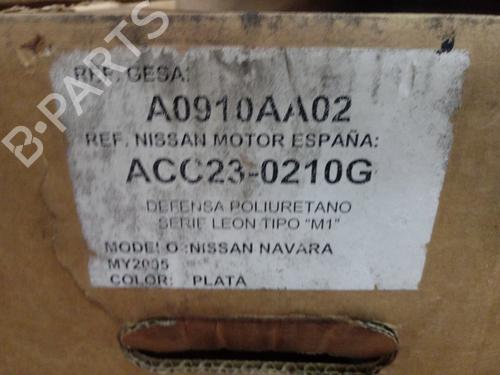 REF. GESA:
A0910AA02
REF. NISSAN MOTOR ESPAÑA:
ACC23-0210G
DEFENSA POLIURETANO
SERIE LEON TIPO "M1"
MODELO :NISSAN NAVARA
MY2005
COLOR: PLATA
B-PARTS